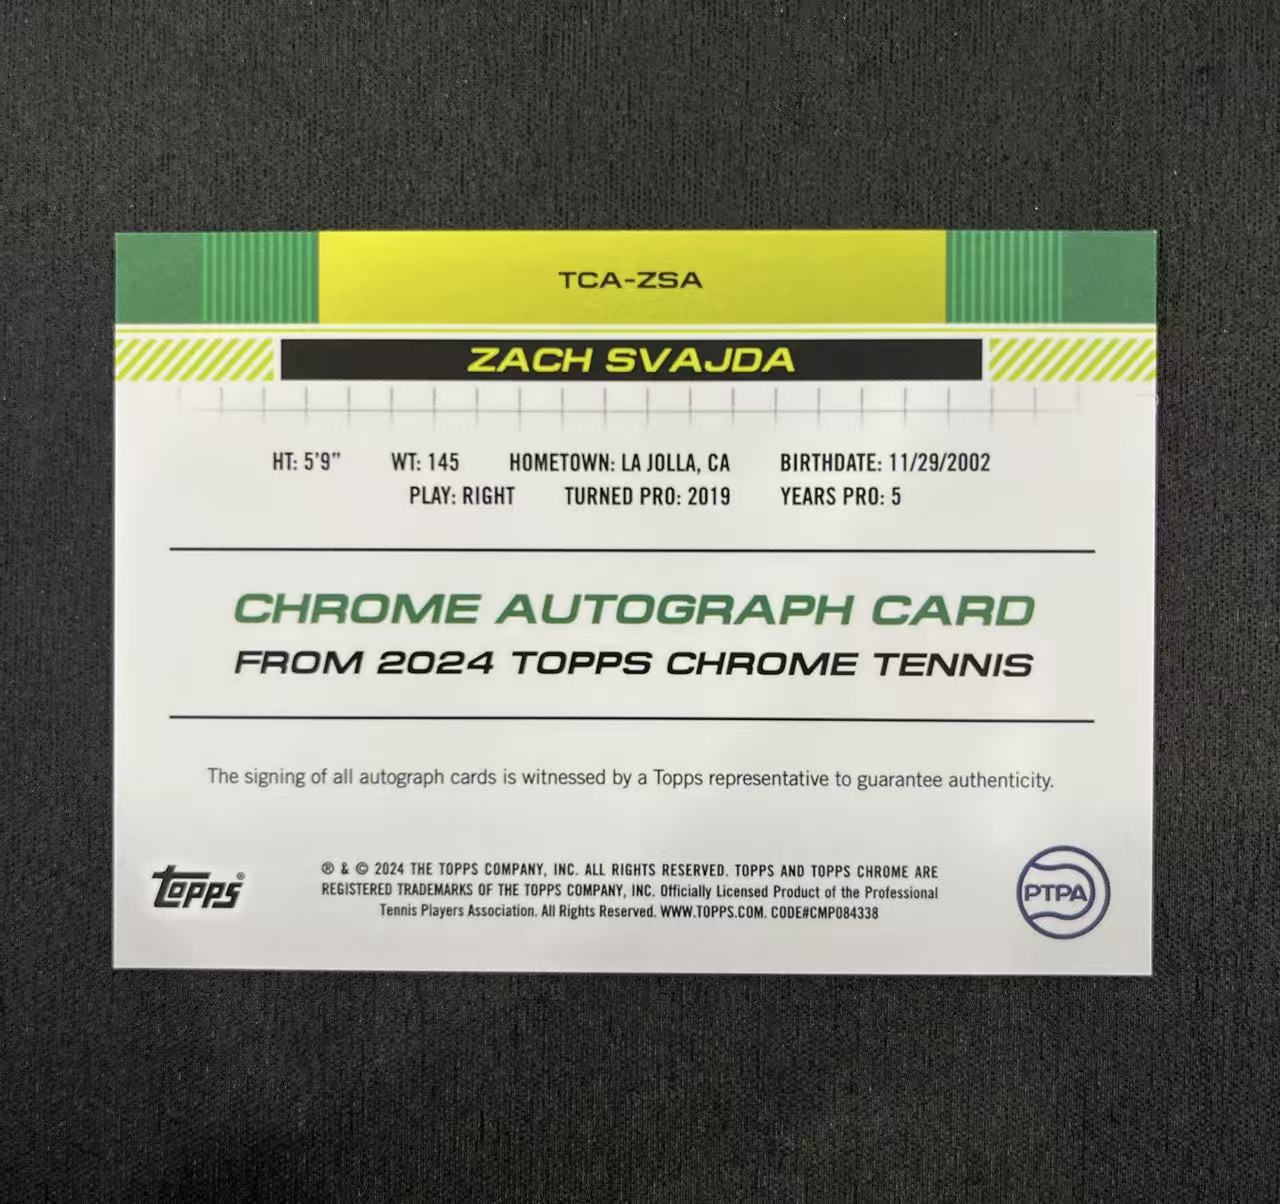 TCA-ZSA
ZACH SVAJDA
HT: 5'9" WT: 145 HOMETOWN: LA JOLLA, CA BIRTHDATE: 11/29/2002
PLAY: RIGHT TURNED PRO: 2019 YEARS PRO: 5
CHROME AUTOGRAPH CARD
FROM 2024 TOPPS CHROME TENNIS
The signing of all autograph cards is witnessed by a Topps representative to guarantee authenticity.
topps®
® & © 2024 THE TOPPS COMPANY, INC. ALL RIGHTS RESERVED. TOPPS AND TOPPS CHROME ARE
REGISTERED TRADEMARKS OF THE TOPPS COMPANY, INC. Officially Licensed Product of the Professional
Tennis Players Association. All Rights Reserved. WWW.TOPPS.COM. CODE#CMP084338
PTPA